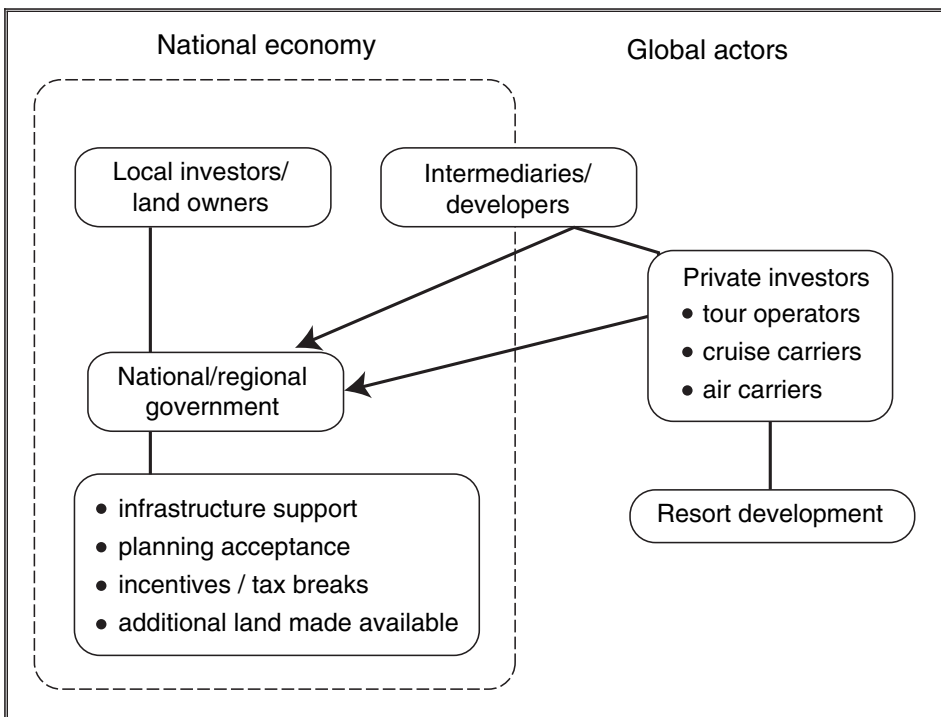 National economy
Global actors
Local investors/
land owners
Intermediaries/
developers
Private investors
• tour operators
• cruise carriers
• air carriers
National/regional
government
• infrastructure support
• planning acceptance
• incentives / tax breaks
• additional land made available
Resort development